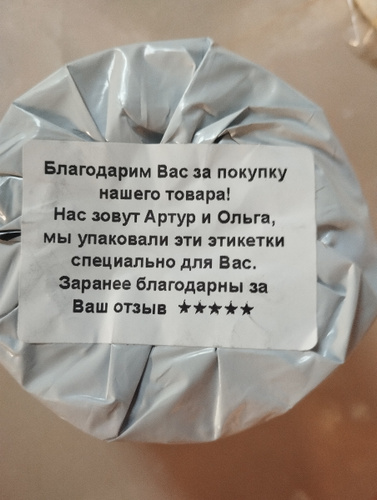 Благодарим Вас за покупку
нашего товара!
Нас зовут Артур и Ольга,
мы упаковали эти этикетки
специально для Вас.
Заранее благодарны за
Ваш отзыв ★★★★★